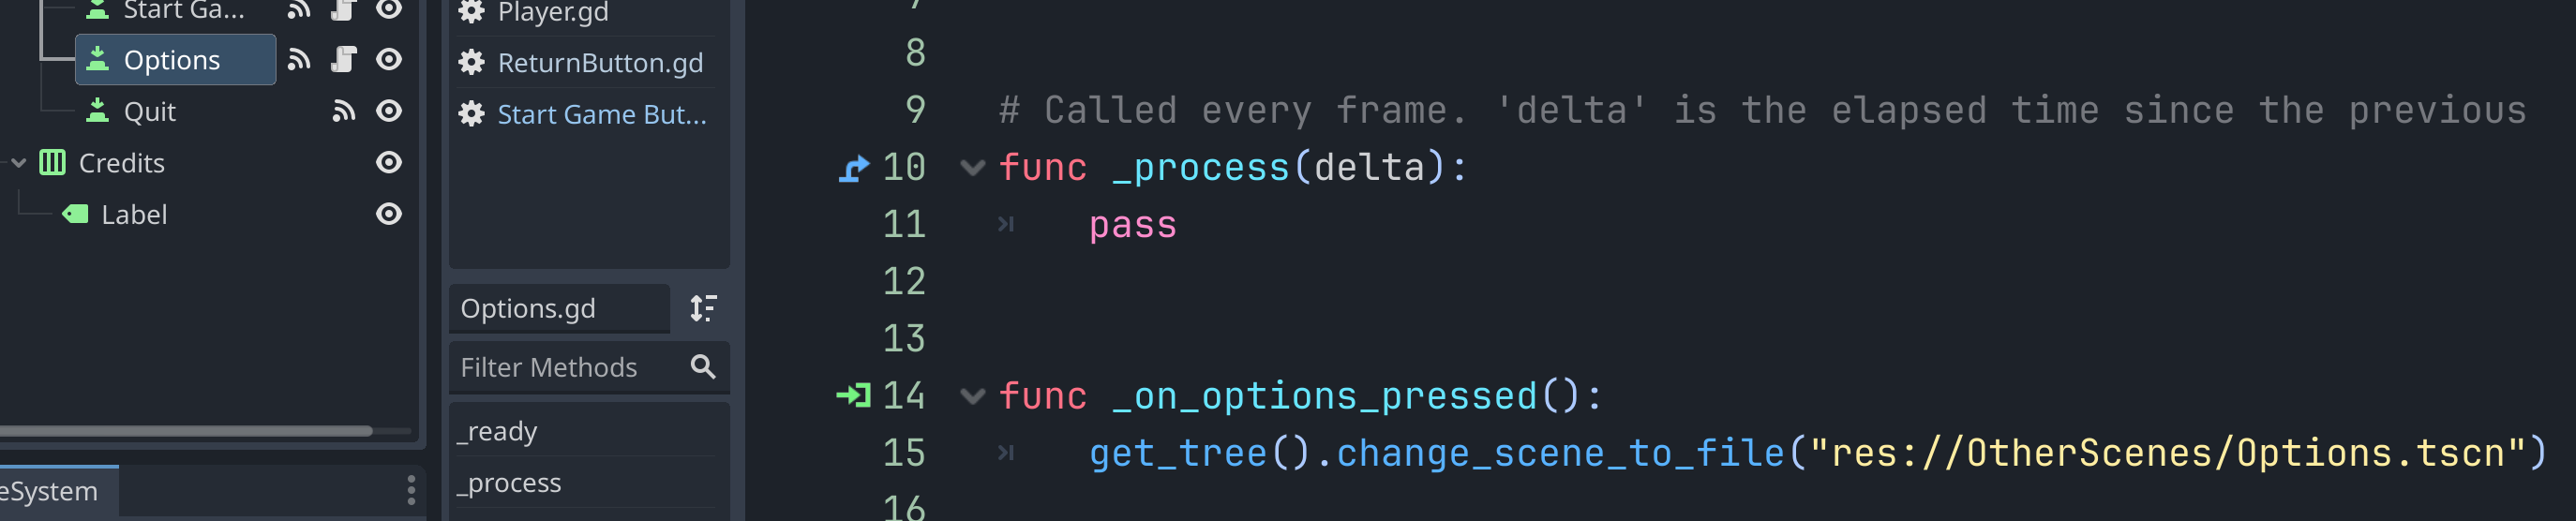 Start Ga...
Options
Quit
Credits
Label
eSystem
Player.gd
ReturnButton.gd
Start Game But...
Options.gd
Filter Methods
_ready
_process
7
8
9 # Called every frame. 'delta' is the elapsed time since the previous
10 func _process(delta):
11 pass
12
13
14 func _on_options_pressed():
15 get_tree().change_scene_to_file("res://OtherScenes/Options.tscn")
16